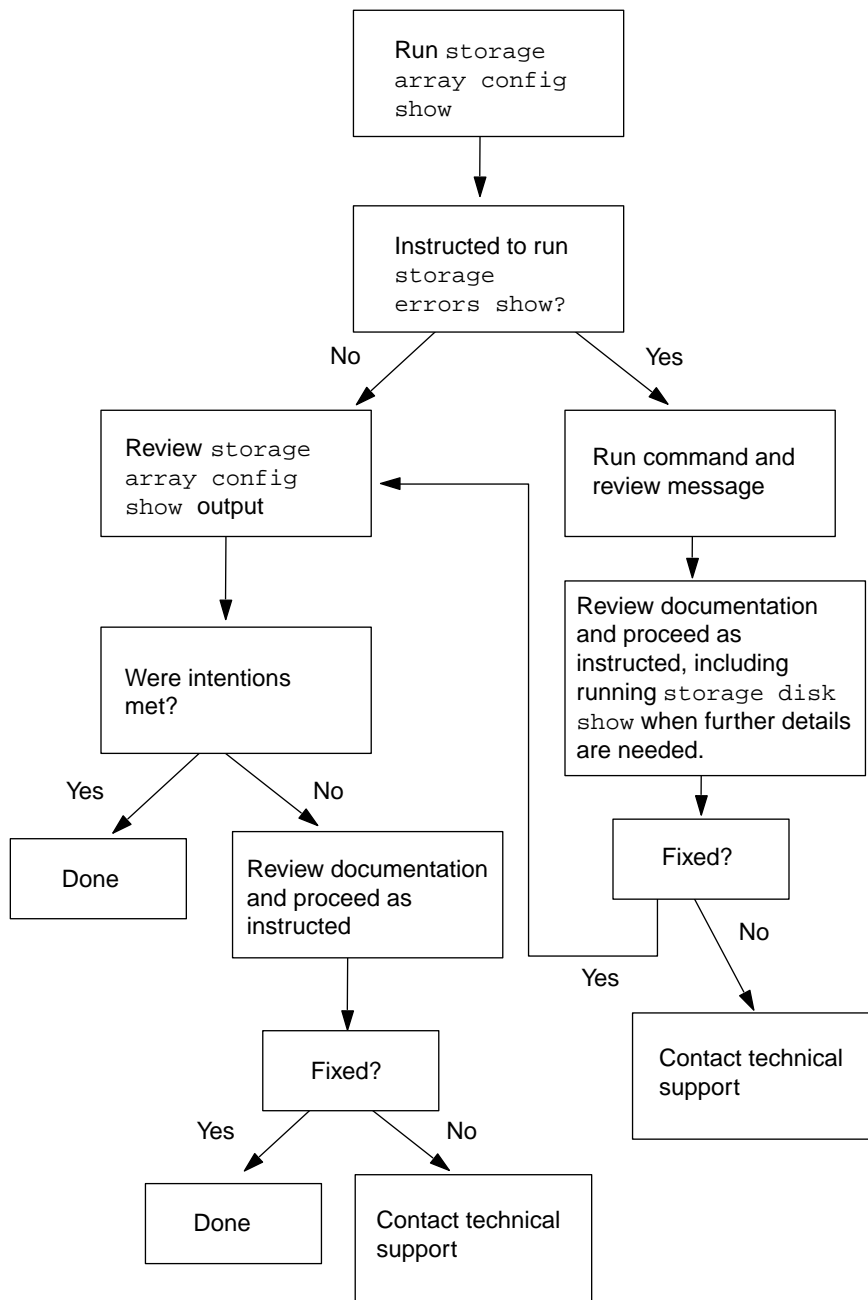 Run storage
array config
show
Instructed to run
storage
errors show?
No
Yes
Review storage
array config
show output
Run command and
review message
Review documentation
and proceed as
instructed, including
running storage disk
show when further details
are needed.
Were intentions
met?
Yes
No
Fixed?
Done
Review documentation
and proceed as
instructed
No
Yes
Contact technical
support
Fixed?
Yes
No
Done
Contact technical
support